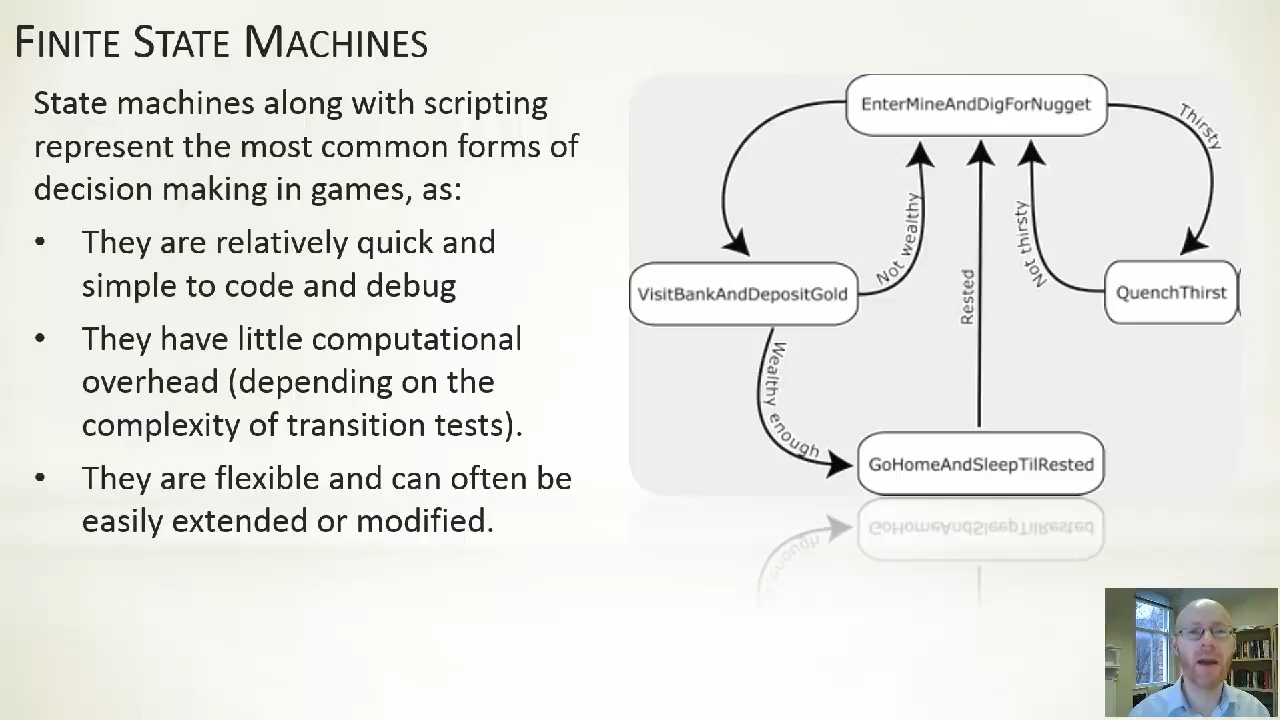 FINITE STATE MACHINES
State machines along with scripting
represent the most common forms of
decision making in games, as:
• They are relatively quick and
simple to code and debug
• They have little computational
overhead (depending on the
complexity of transition tests).
• They are flexible and can often be
easily extended or modified.
EnterMineAndDigForNugget
Thirsty
Not wealthy
Rested
Not thirsty
VisitBankAndDepositGold
QuenchThirst
Wealthy enough
GoHomeAndSleepTilRested